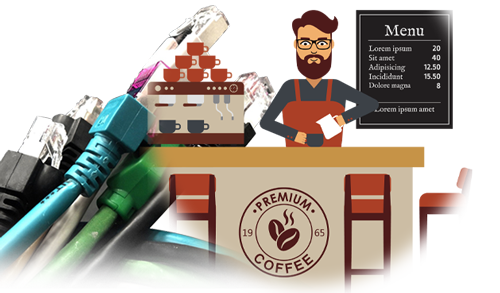 Menu
Lorem ipsum 20
Sit amet 40
Adipisicing 12.50
Incididunt 15.50
Dolore magna 8
Lorem ipsum amet
PREMIUM
19 65
COFFEE